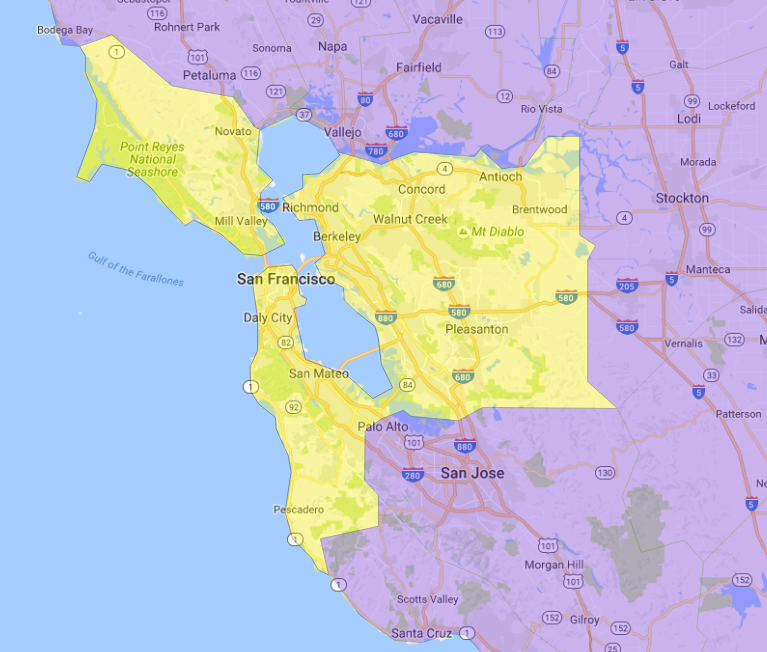 Sebastopol
Fountville
121
Bodega Bay
116
Rohnert Park
29
Vacaville
113
Sonoma
Napa
5
1
101
Petaluma
116
Fairfield
84
Galt
5
121
80
12
99
Lockeford
Rio Vista
Lodi
37
Novato
Vallejo
680
780
Point Reyes
National
Seashore
4
Morada
Concord
Antioch
580
Richmond
Stockton
Mill Valley
Walnut Creek
Brentwood
4
Berkeley
Mt Diablo
99
Gulf of the Farallones
San Francisco
680
5
Manteca
205
580
Daly City
880
580
Salida
Pleasanton
580
82
Vernalis
132
M
San Mateo
680
33
1
84
5
92
Patterson
Palo Alto
101
880
280
San Jose
130
Ne
5
Pescadero
1
101
Morgan Hill
101
1
152
Scotts Valley
152
Gilroy
152
Santa Cruz
1
25